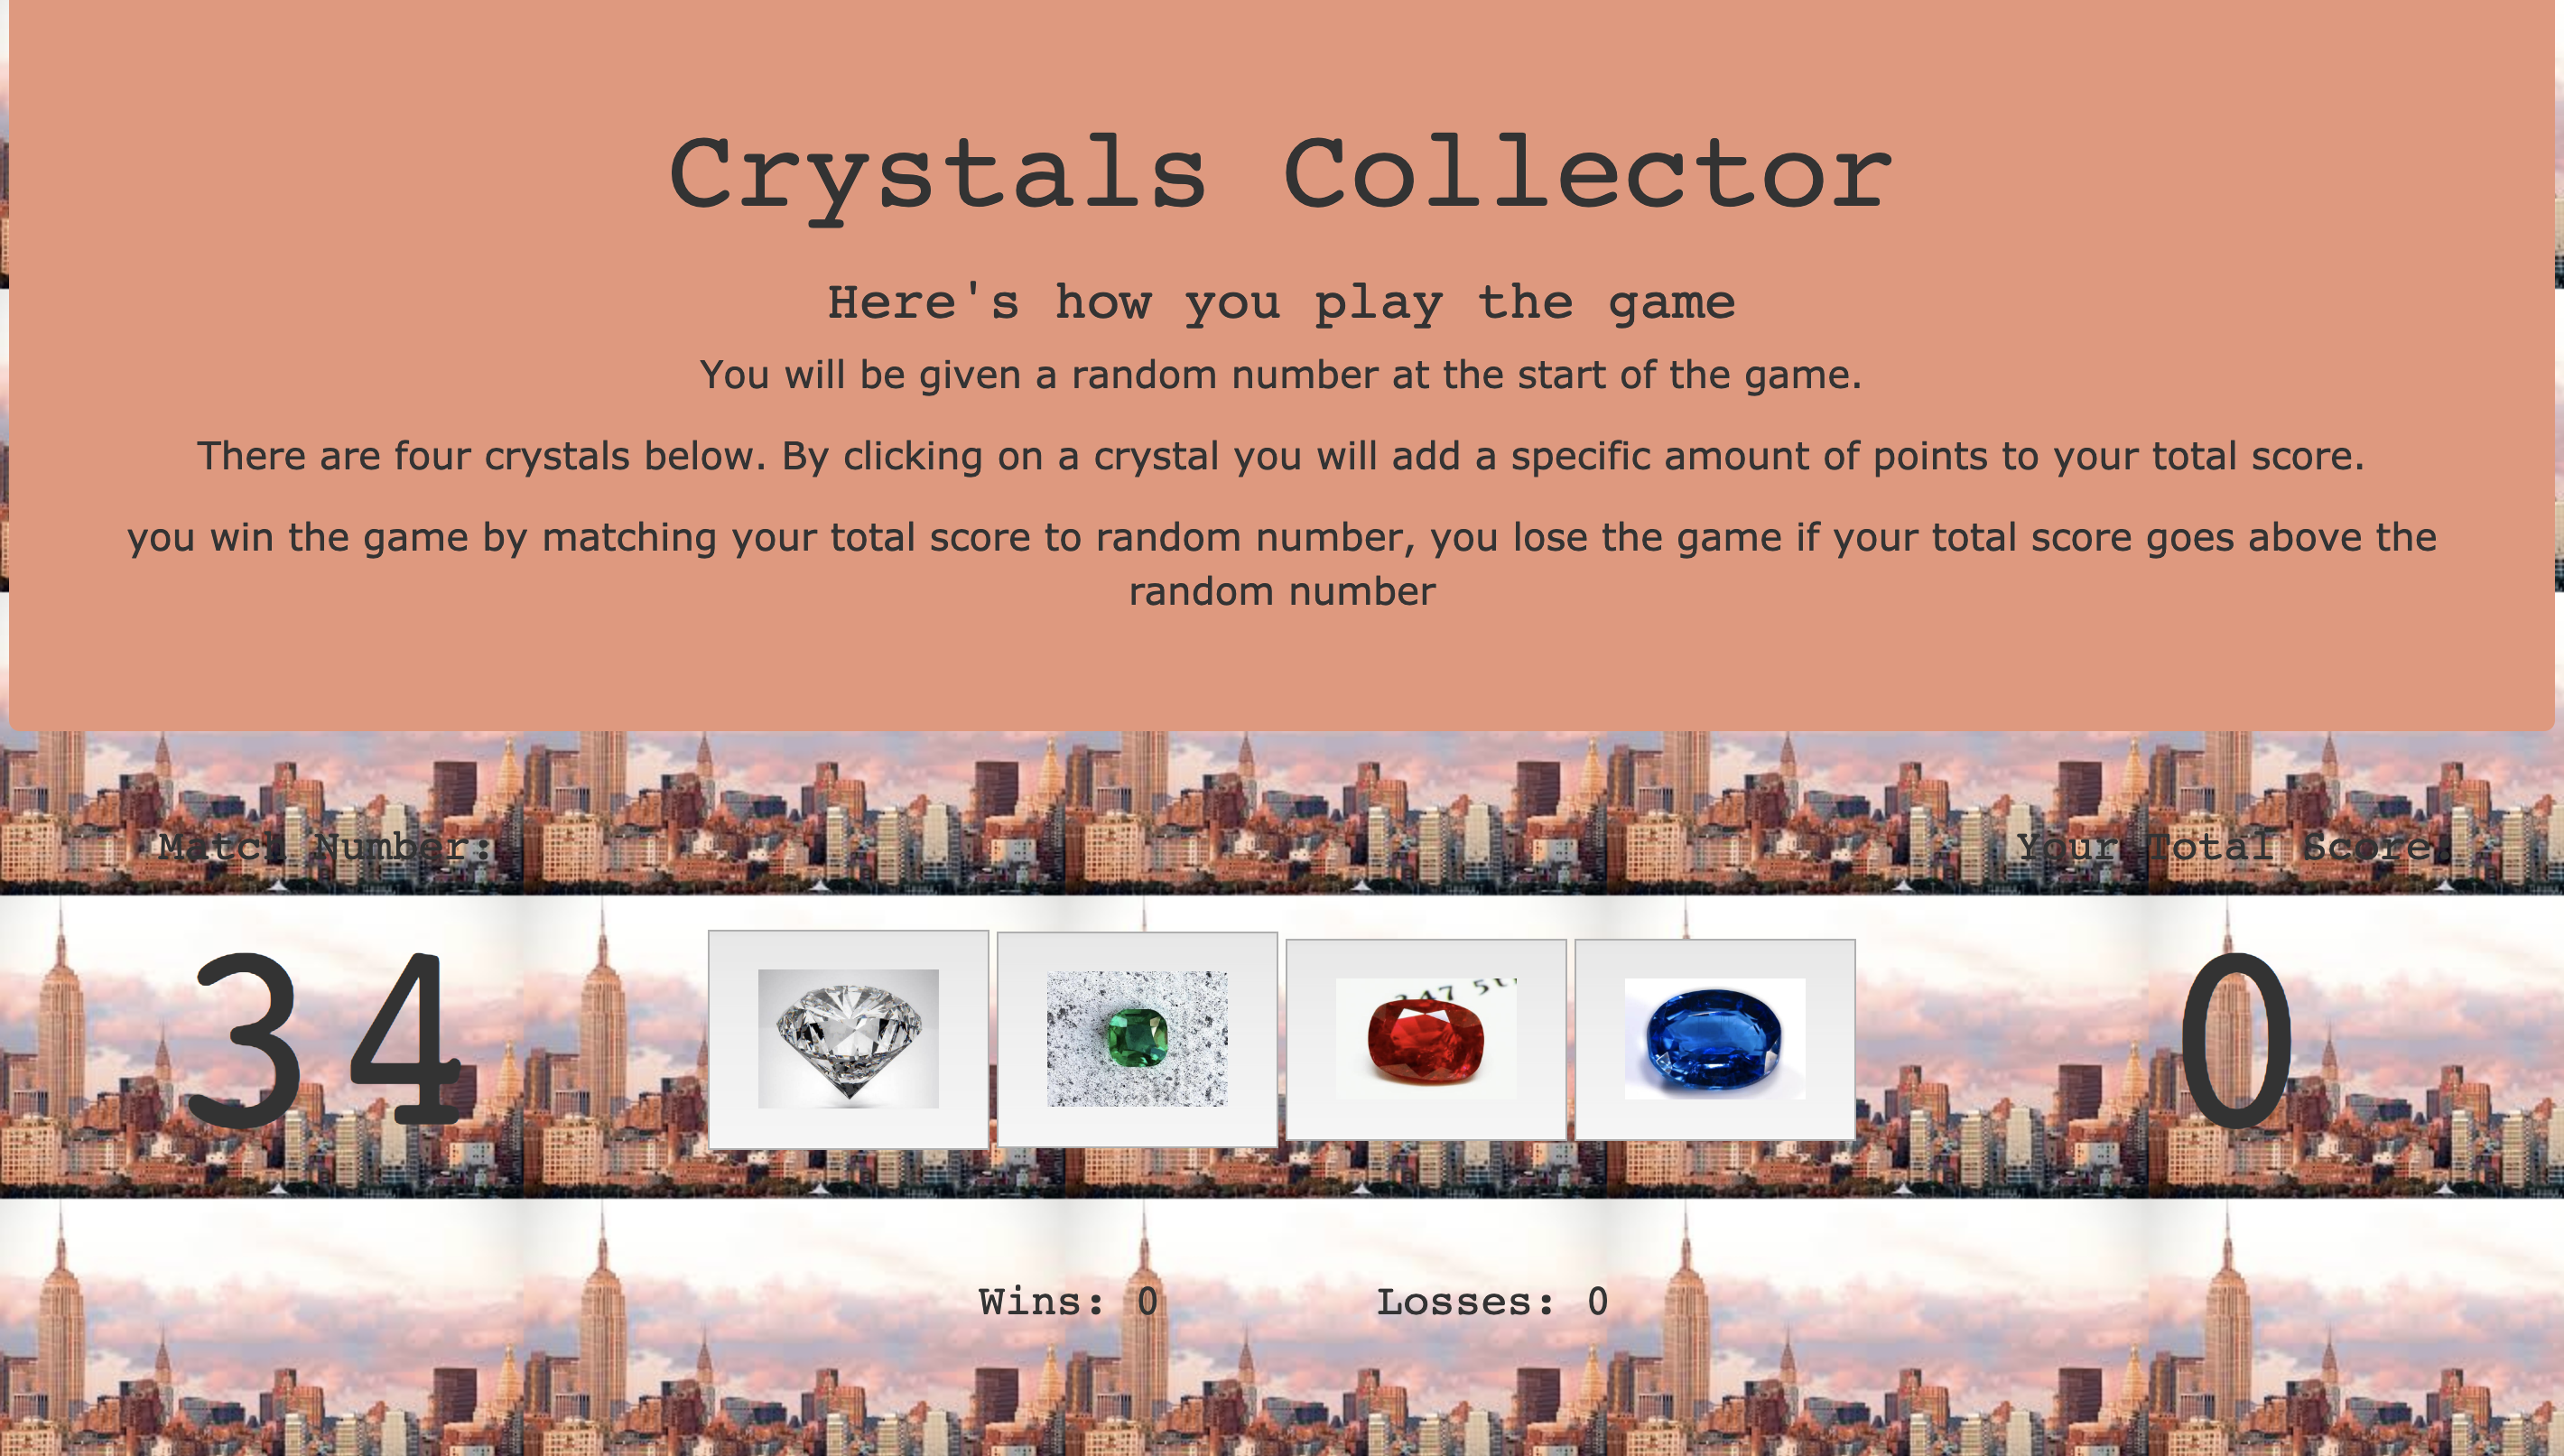 Crystals Collector
Here's how you play the game
You will be given a random number at the start of the game.
There are four crystals below. By clicking on a crystal you will add a specific amount of points to your total score.
you win the game by matching your total score to random number, you lose the game if your total score goes above the
random number
Match Number:
Your Total Score:
34
247 5
0
Wins: 0
Losses: 0